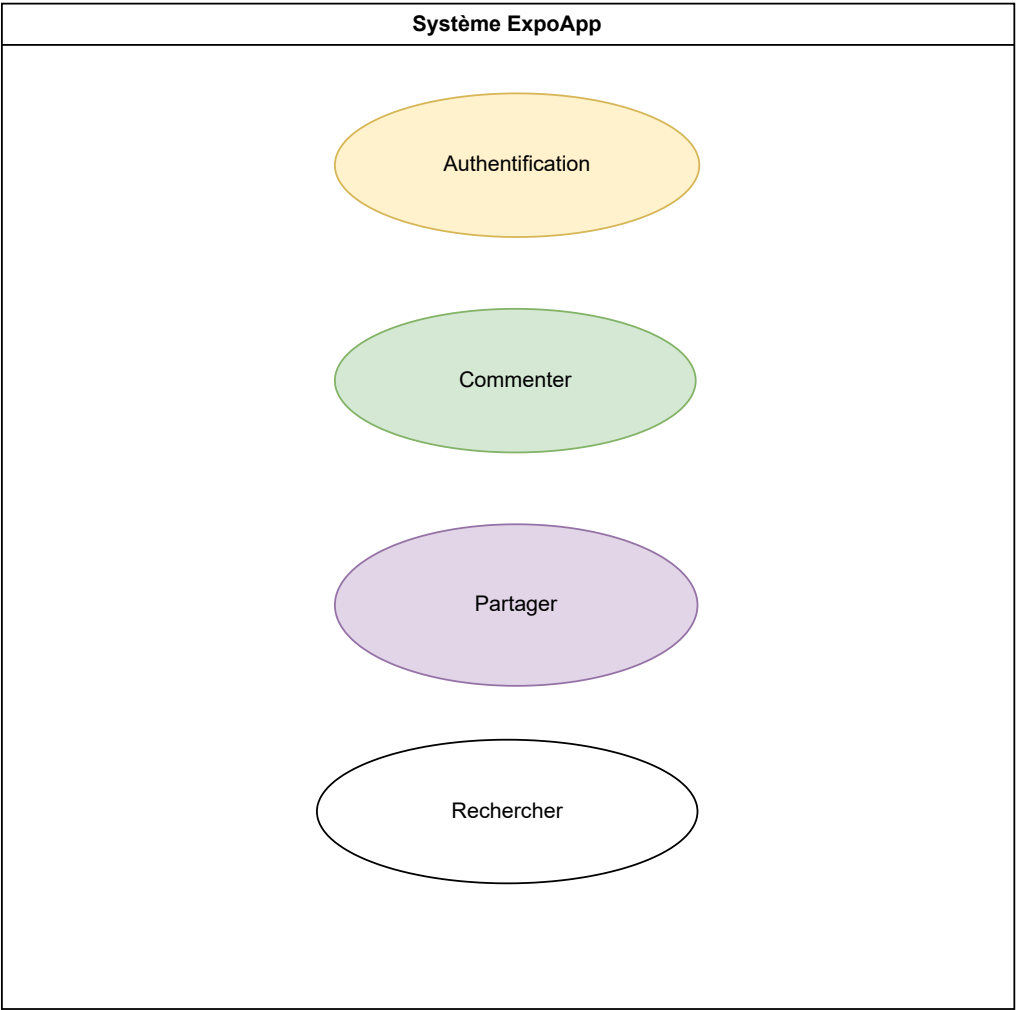 Système ExpoApp
Authentification
Commenter
Partager
Rechercher